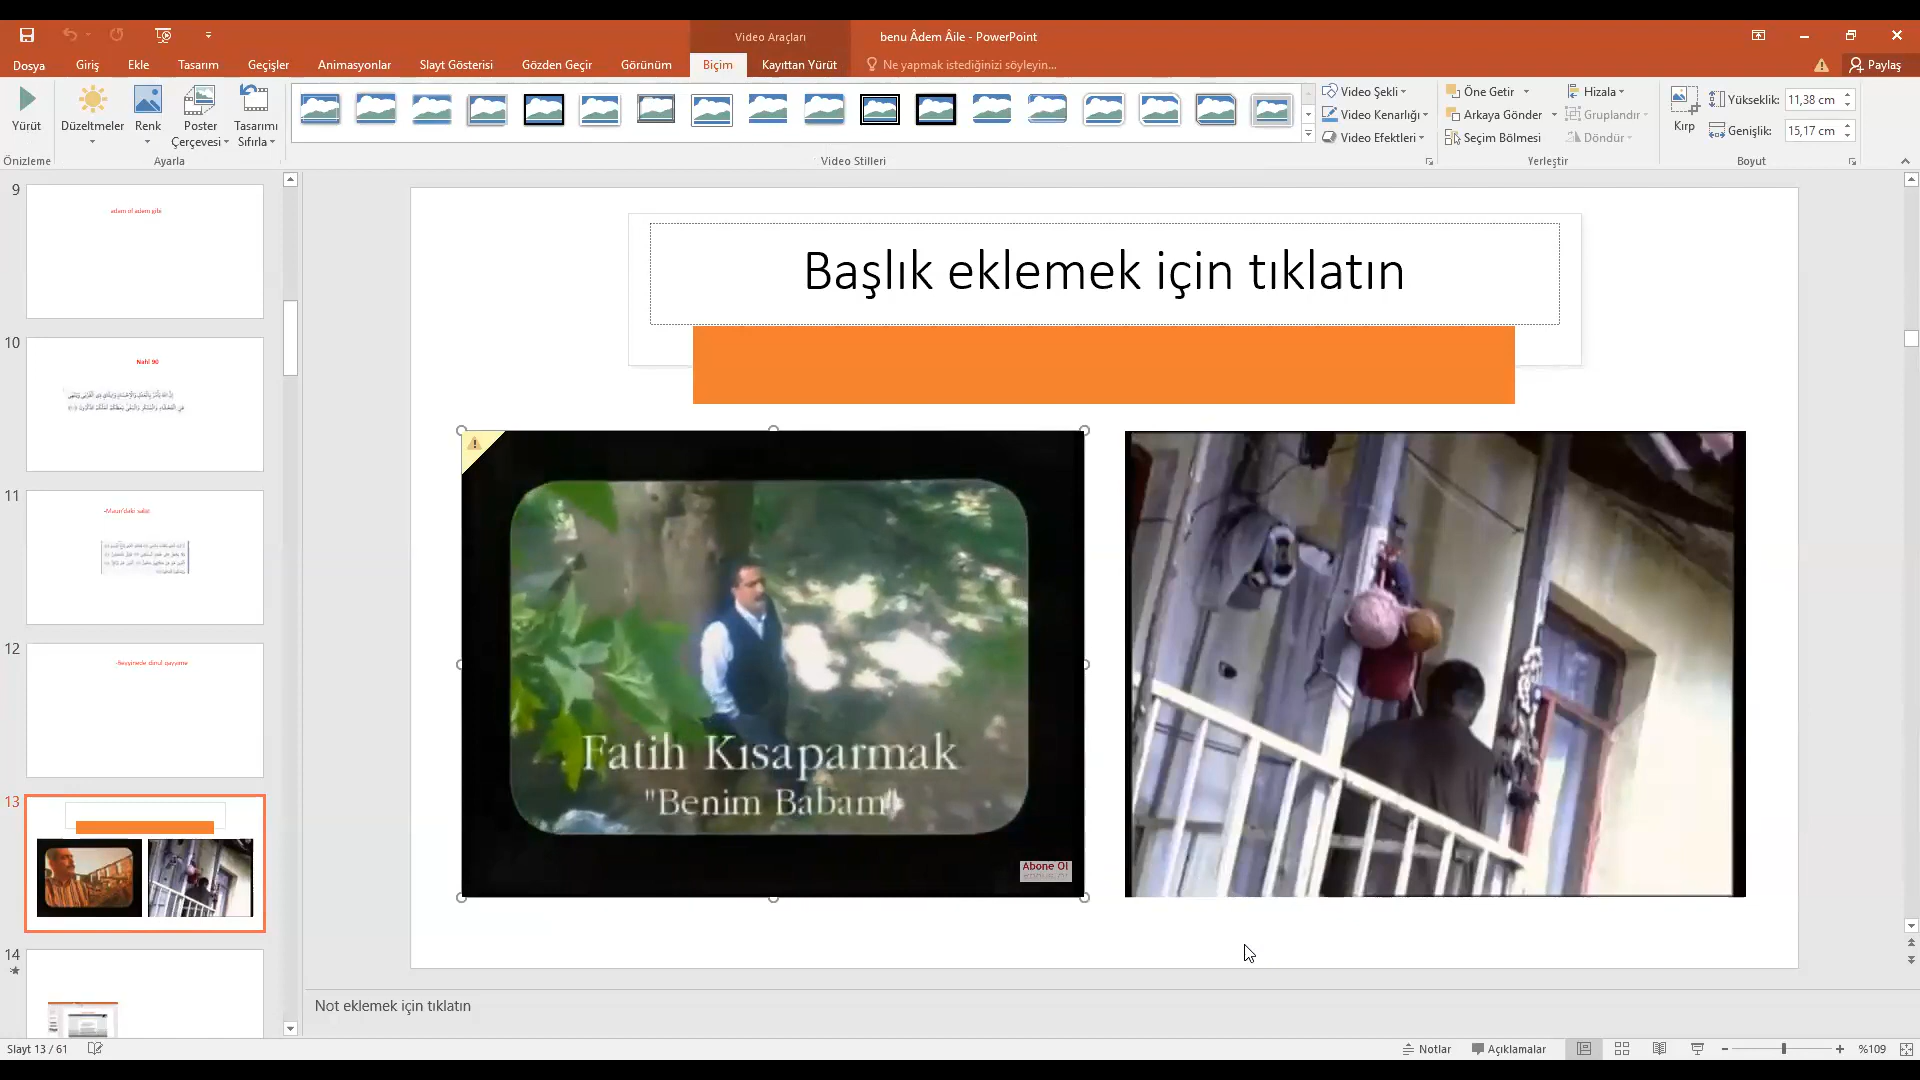 Video Araçları
benu Âdem Âile - PowerPoint
Dosya
Giriş
Ekle
Tasarım
Geçişler
Animasyonlar
Slayt Gösterisi
Gözden Geçir
Görünüm
Biçim
Kayıttan Yürüt
Ne yapmak istediğinizi söyleyin...
Paylaş
Yürüt
Düzeltmeler
Renk
Poster
Çerçevesi
Tasarımı
Sıfırla
Video Şekli
Video Kenarlığı
Video Efektleri
Öne Getir
Arkaya Gönder
Seçim Bölmesi
Hizala
Gruplandır
Döndür
Kırp
Yükseklik: 11,38 cm
Genişlik: 15,17 cm
Önizleme
Ayarla
Video Stilleri
Yerleştir
Boyut
9
adem ol adem gibi
10
Nahl 90
11
12
13
14
Başlık eklemek için tıklatın
Fatih Kısaparmak
"Benim Babam"
Abone Ol
Not eklemek için tıklatın
Slayt 13 / 61
Notlar
Açıklamalar
%109